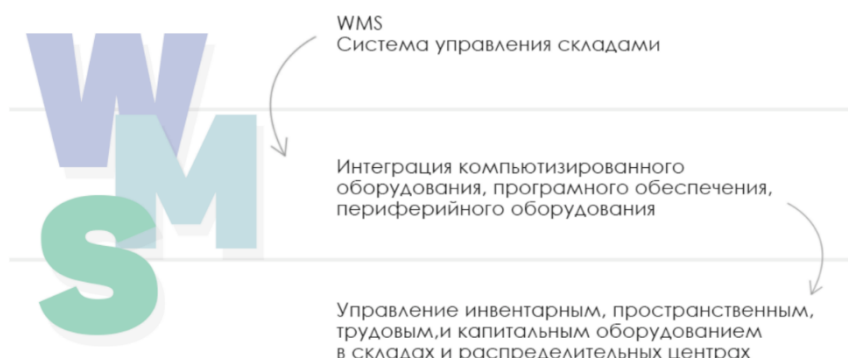 WMS
WMS
Система управления складами
Интеграция компьютизированного
оборудования, програмного обеспечения,
периферийного оборудования
Управление инвентарным, пространственным,
трудовым,и капитальным оборудованием
в складах и распределительных центрах